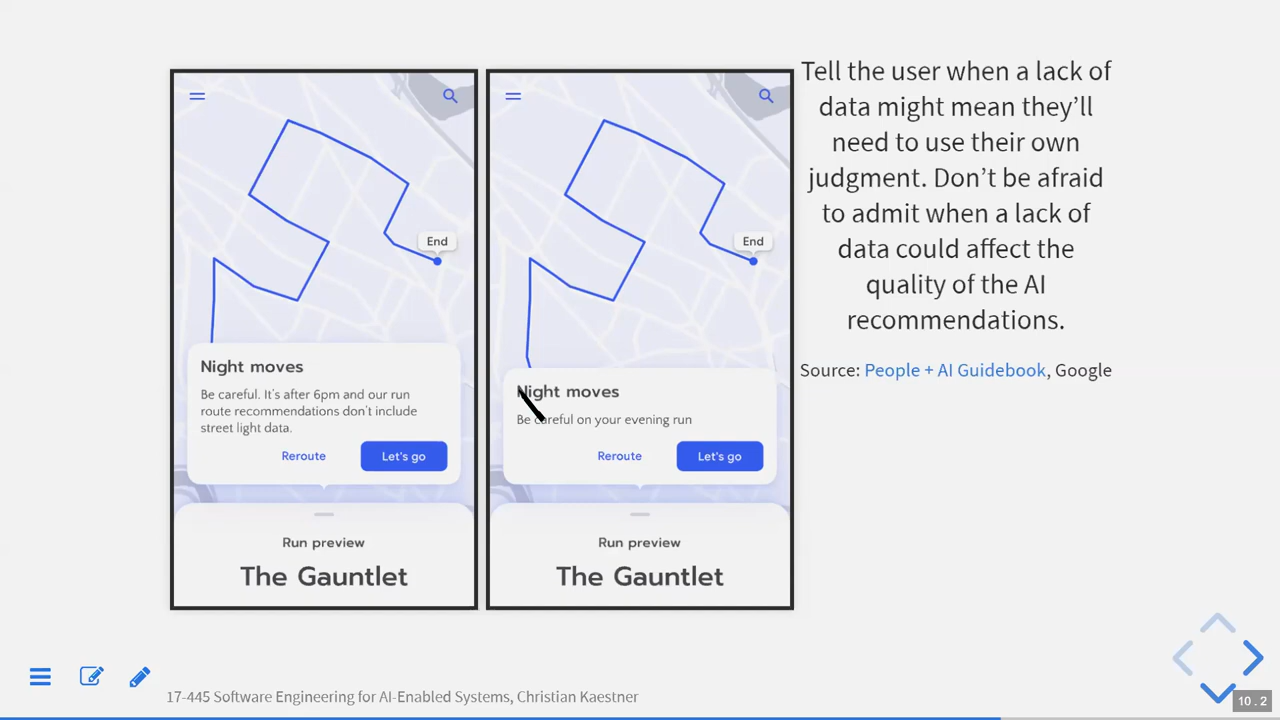 Tell the user when a lack of
data might mean they’ll
need to use their own
judgment. Don’t be afraid
to admit when a lack of
data could affect the
quality of the AI
recommendations.
Source: People + AI Guidebook, Google
End
Night moves
Be careful. It's after 6pm and our run
route recommendations don't include
street light data.
Reroute
Let's go
Run preview
The Gauntlet
End
Night moves
Be careful on your evening run
Reroute
Let's go
Run preview
The Gauntlet
17-445 Software Engineering for AI-Enabled Systems, Christian Kaestner
10.2